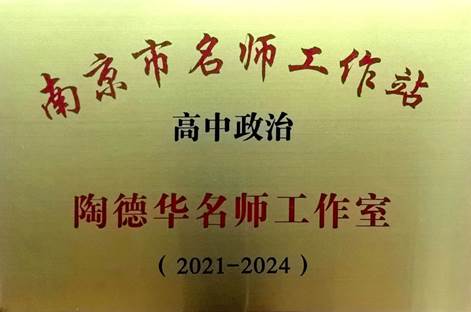 南京市名师工作站
高中政治
陶德华名师工作室
（2021-2024）